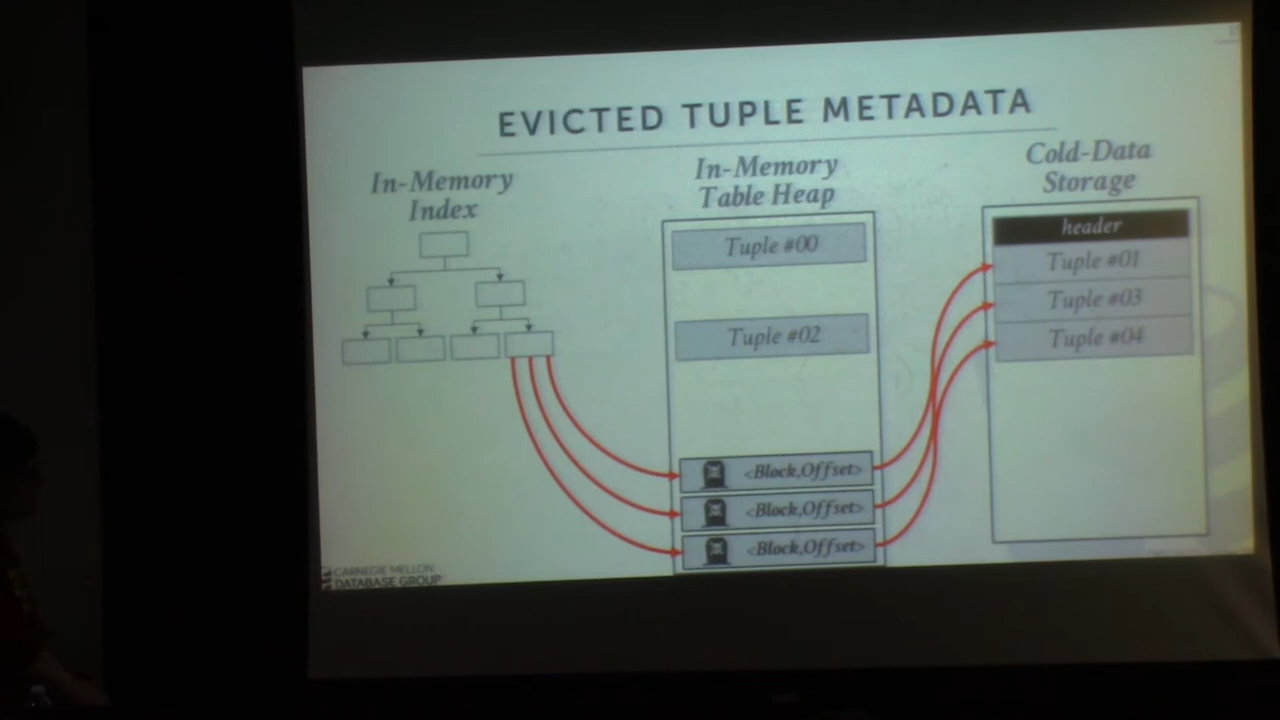 EVICTED TUPLE METADATA
In-Memory
Index
In-Memory
Table Heap
Cold-Data
Storage
Tuple #00
Tuple #02
<Block,Offset>
<Block,Offset>
<Block,Offset>
header
Tuple #01
Tuple #03
Tuple #04
CARNEGIE MELLON
DATABASE GROUP